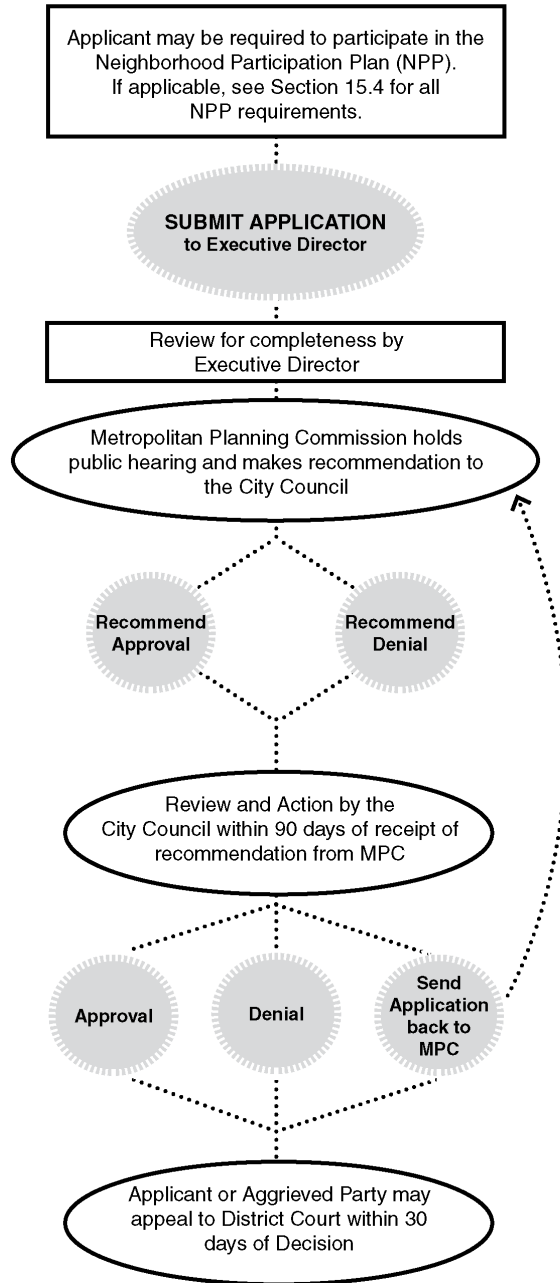 Applicant may be required to participate in the
Neighborhood Participation Plan (NPP).
If applicable, see Section 15.4 for all
NPP requirements.
SUBMIT APPLICATION
to Executive Director
Review for completeness by
Executive Director
Metropolitan Planning Commission holds
public hearing and makes recommendation to
the City Council
Recommend
Approval
Recommend
Denial
Review and Action by the
City Council within 90 days of receipt of
recommendation from MPC
Approval
Denial
Send
Application
back to
MPC
Applicant or Aggrieved Party may
appeal to District Court within 30
days of Decision